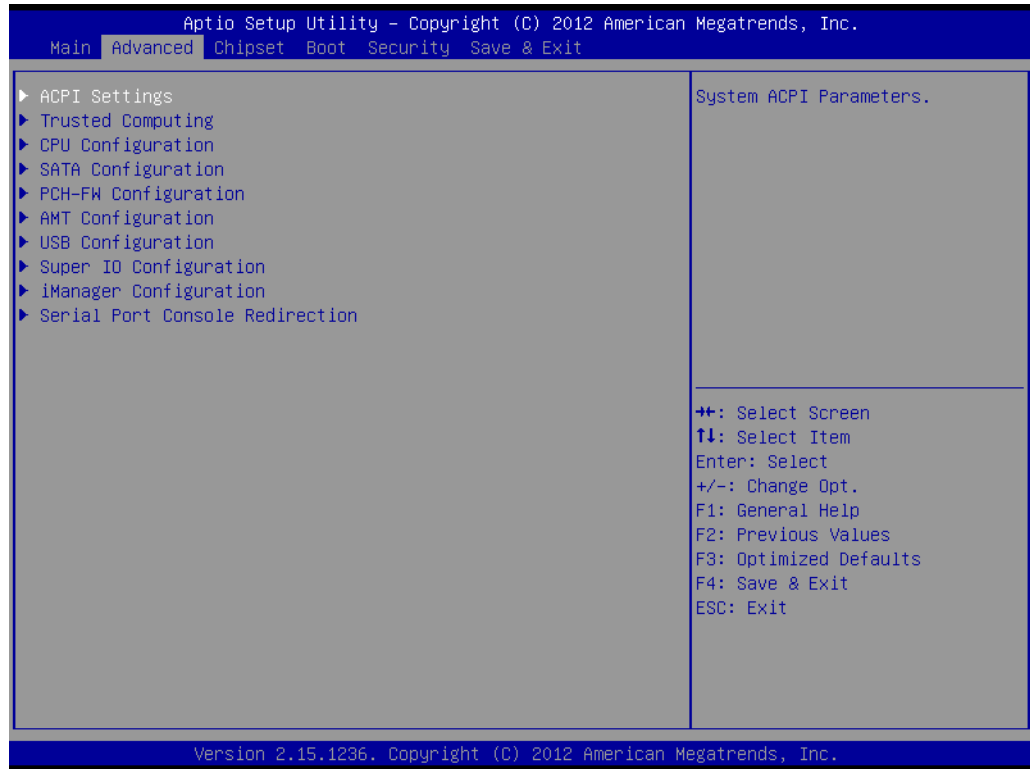 Aptio Setup Utility – Copyright (C) 2012 American Megatrends, Inc.
Main Advanced Chipset Boot Security Save & Exit
ACPI Settings
Trusted Computing
CPU Configuration
SATA Configuration
PCH-FW Configuration
AMT Configuration
USB Configuration
Super IO Configuration
iManager Configuration
Serial Port Console Redirection
System ACPI Parameters.
→←: Select Screen
↑↓: Select Item
Enter: Select
+/-: Change Opt.
F1: General Help
F2: Previous Values
F3: Optimized Defaults
F4: Save & Exit
ESC: Exit
Version 2.15.1236. Copyright (C) 2012 American Megatrends, Inc.